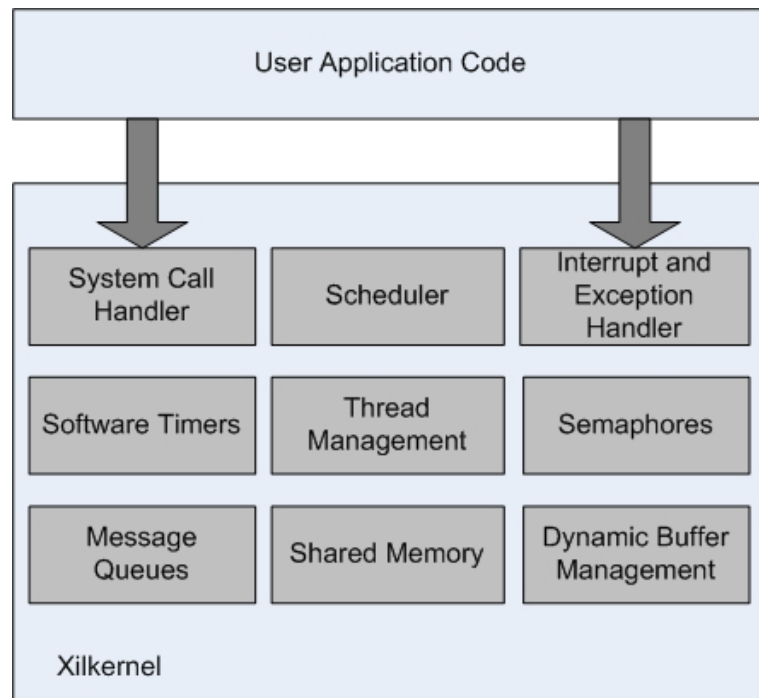 User Application Code
System Call
Handler
Scheduler
Interrupt and
Exception
Handler
Software Timers
Thread
Management
Semaphores
Message
Queues
Shared Memory
Dynamic Buffer
Management
Xilkernel